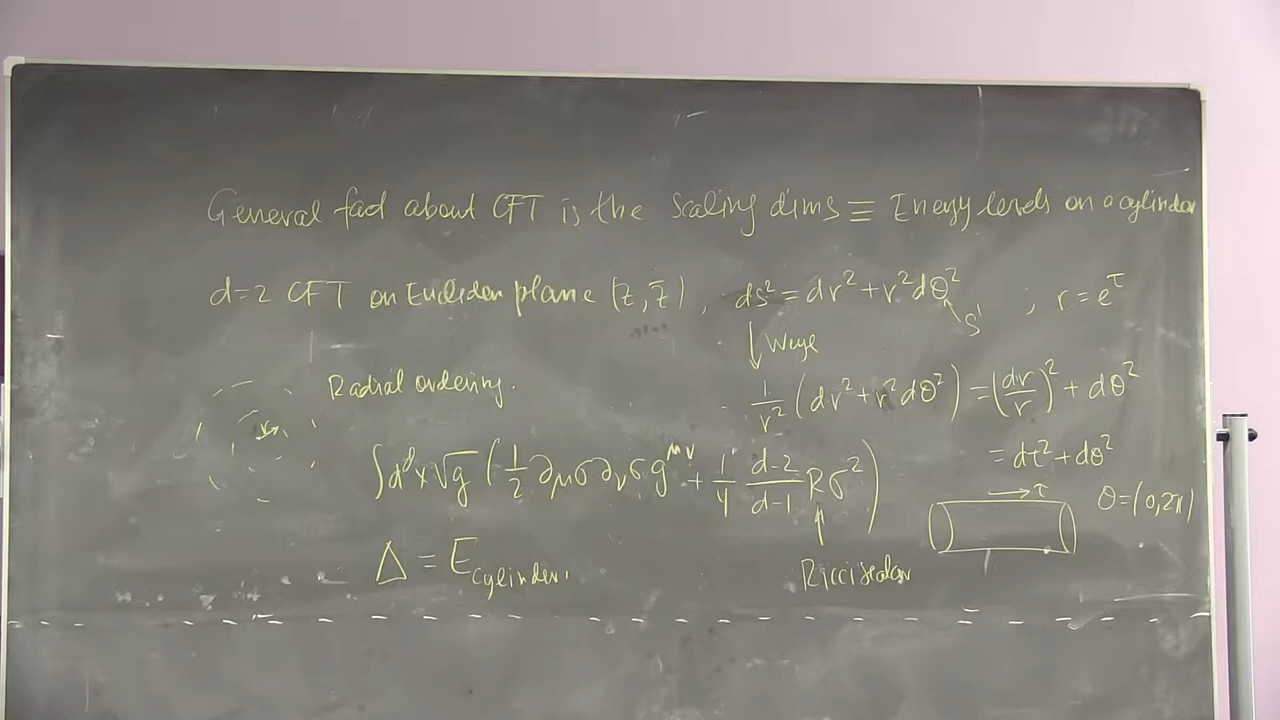 General fact about CFT is the scaling dims ≡ Energy levels on a cylinder
d=2 CFT on Euclidean plane (z, z̄), ds² = dr² + r²dθ² ; r = e^τ
S¹
↓ Weyl
Radial ordering.
1/r² (dr² + r²dθ²) = (dr/r)² + dθ²
= dτ² + dθ²
∫d^d x √g (1/2 ∂_μσ ∂_νσ g^{μν} + 1/4 (d-2)/(d-1) Rσ²)
→ τ
θ = (0, 2π)
Δ = E_cylinder.
Ricci scalar